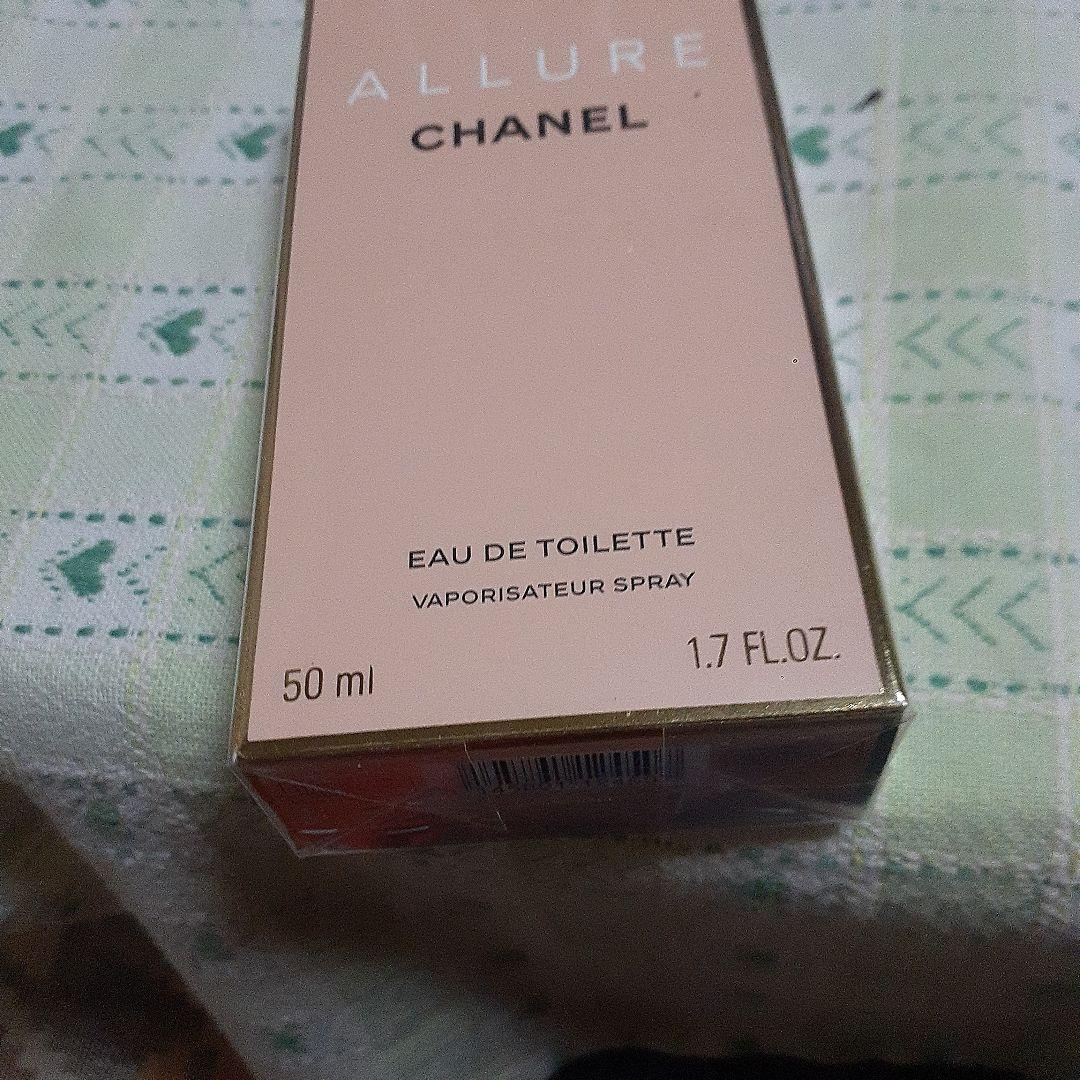 ALLURE
CHANEL
EAU DE TOILETTE
VAPORISATEUR SPRAY
50 ml
1.7 FL.OZ.